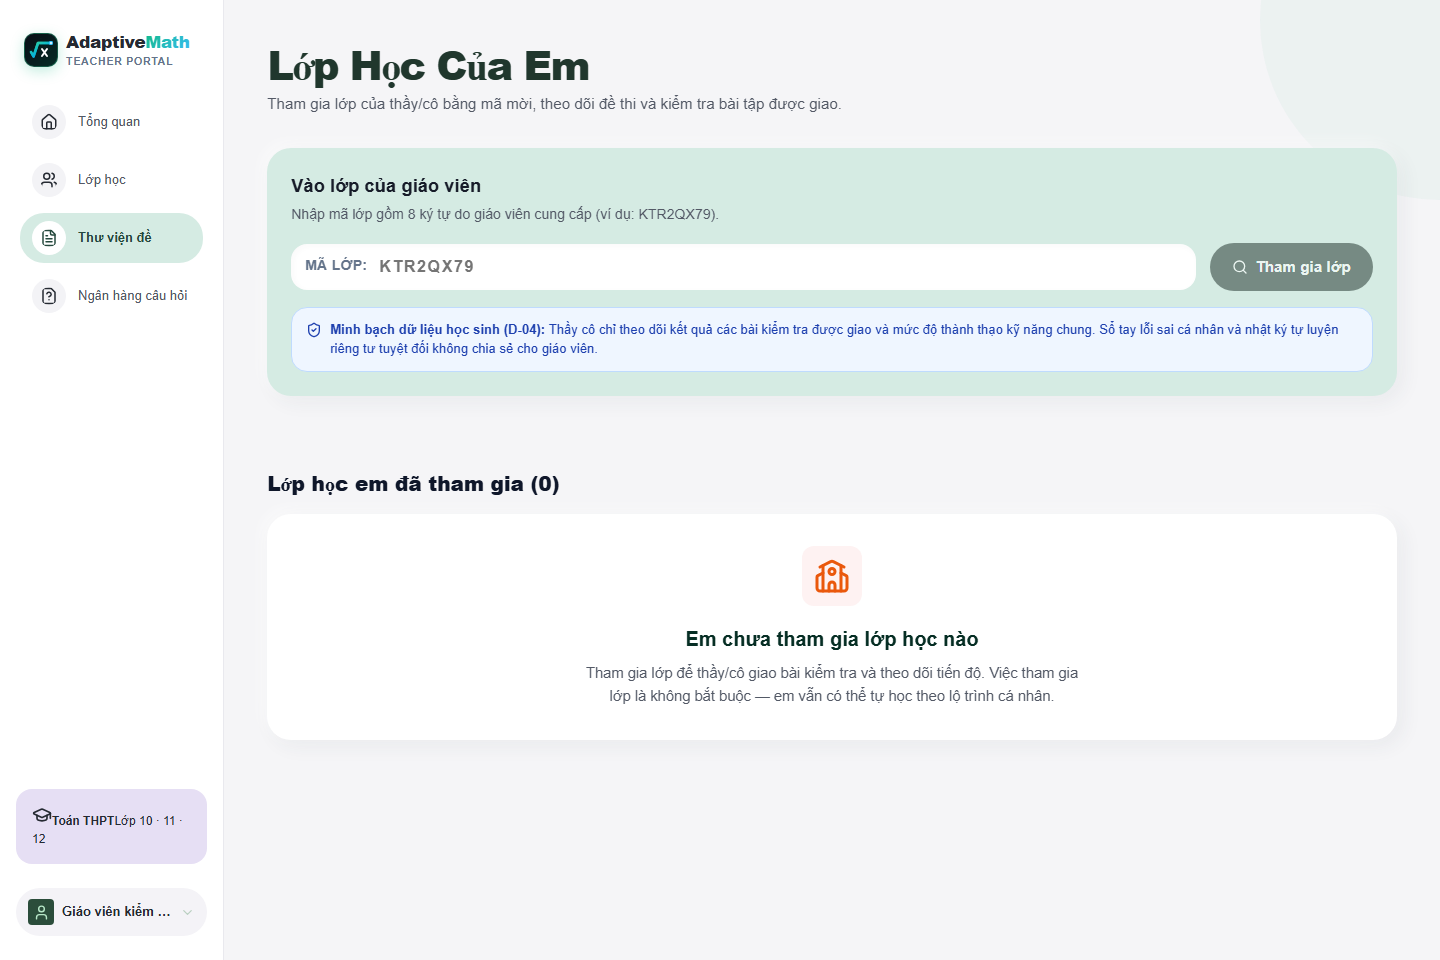 AdaptiveMath
TEACHER PORTAL
Tổng quan
Lớp học
Thư viện đề
Ngân hàng câu hỏi
Toán THPTLớp 10 · 11 ·
12
Giáo viên kiểm ...
Lớp Học Của Em
Tham gia lớp của thầy/cô bằng mã mời, theo dõi đề thi và kiểm tra bài tập được giao.
Vào lớp của giáo viên
Nhập mã lớp gồm 8 ký tự do giáo viên cung cấp (ví dụ: KTR2QX79).
MÃ LỚP: KTR2QX79
Tham gia lớp
Minh bạch dữ liệu học sinh (D-04): Thầy cô chỉ theo dõi kết quả các bài kiểm tra được giao và mức độ thành thạo kỹ năng chung. Sổ tay lỗi sai cá nhân và nhật ký tự luyện
riêng tư tuyệt đối không chia sẻ cho giáo viên.
Lớp học em đã tham gia (0)
Em chưa tham gia lớp học nào
Tham gia lớp để thầy/cô giao bài kiểm tra và theo dõi tiến độ. Việc tham gia
lớp là không bắt buộc — em vẫn có thể tự học theo lộ trình cá nhân.